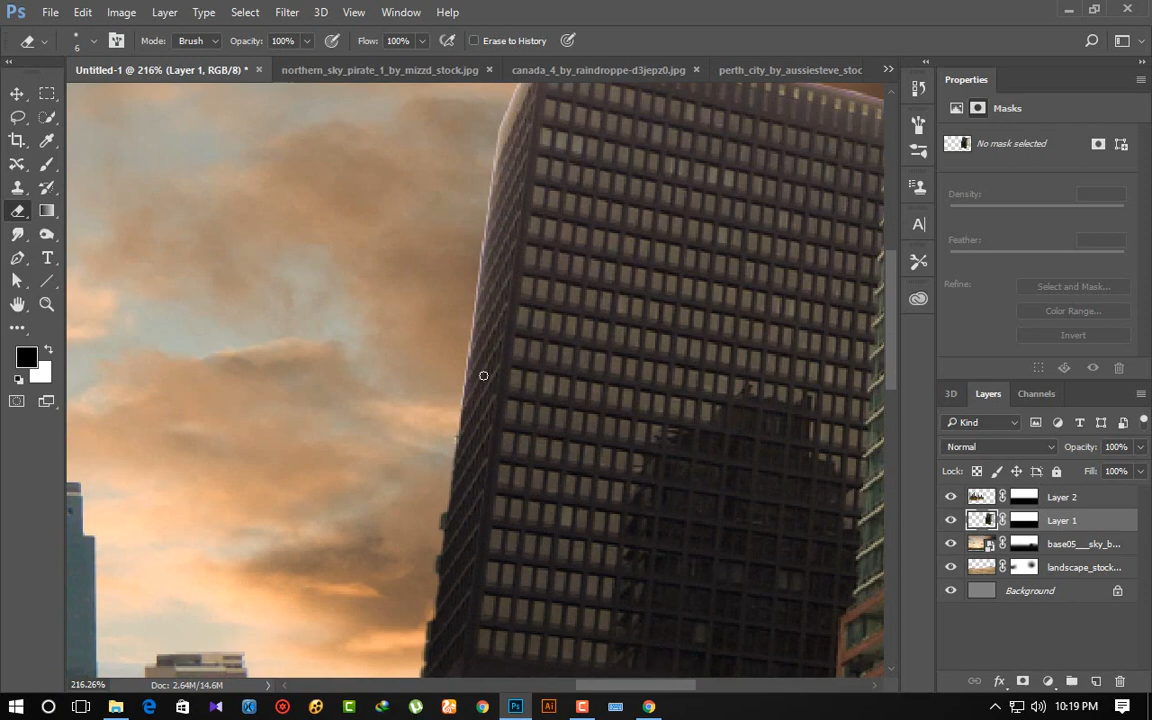 Ps File Edit Image Layer Type Select Filter 3D View Window Help
6 Mode: Brush Opacity: 100% Flow: 100% Erase to History
Untitled-1 @ 216% (Layer 1, RGB/8) * × northern_sky_pirate_1_by_mizzd_stock.jpg × canada_4_by_raindroppe-d3jepz0.jpg × perth_city_by_aussiesteve_stoc
Properties
Masks
No mask selected
Density:
Feather:
Refine: Select and Mask...
Color Range...
Invert
3D Layers Channels
Kind
Normal Opacity: 100%
Lock: Fill: 100%
Layer 2
Layer 1
base05___sky_b...
landscape_stock...
Background
216.26% Doc: 2.64M/14.6M
10:19 PM